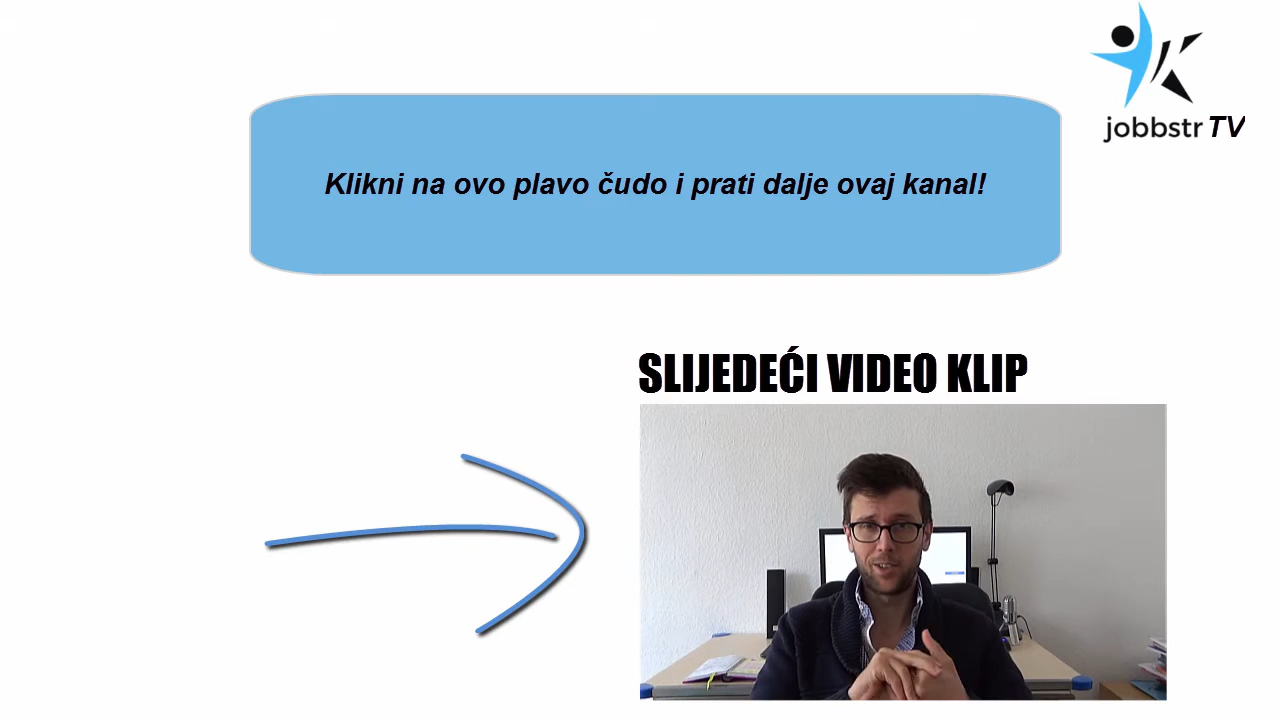 jobbstr TV
Klikni na ovo plavo čudo i prati dalje ovaj kanal!
SLIJEDEĆI VIDEO KLIP